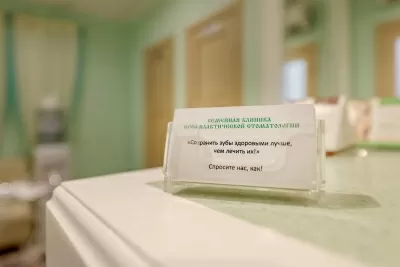 СЕМЕЙНАЯ КЛИНИКА
ПРОФИЛАКТИЧЕСКОЙ СТОМАТОЛОГИИ
«Сохранить зубы здоровыми лучше,
чем лечить их!»
Спросите нас, как!